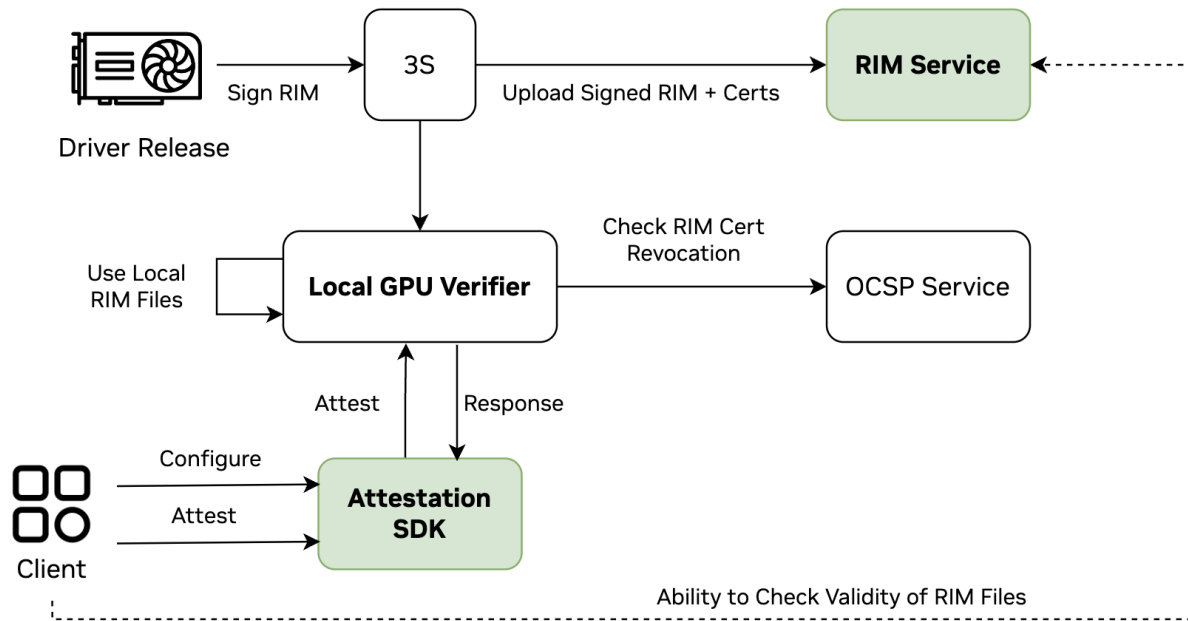 3S
RIM Service
Sign RIM
Upload Signed RIM + Certs
Driver Release
Check RIM Cert
Revocation
Use Local
RIM Files
Local GPU Verifier
OCSP Service
Attest
Response
Configure
Attestation
SDK
Attest
Client
Ability to Check Validity of RIM Files